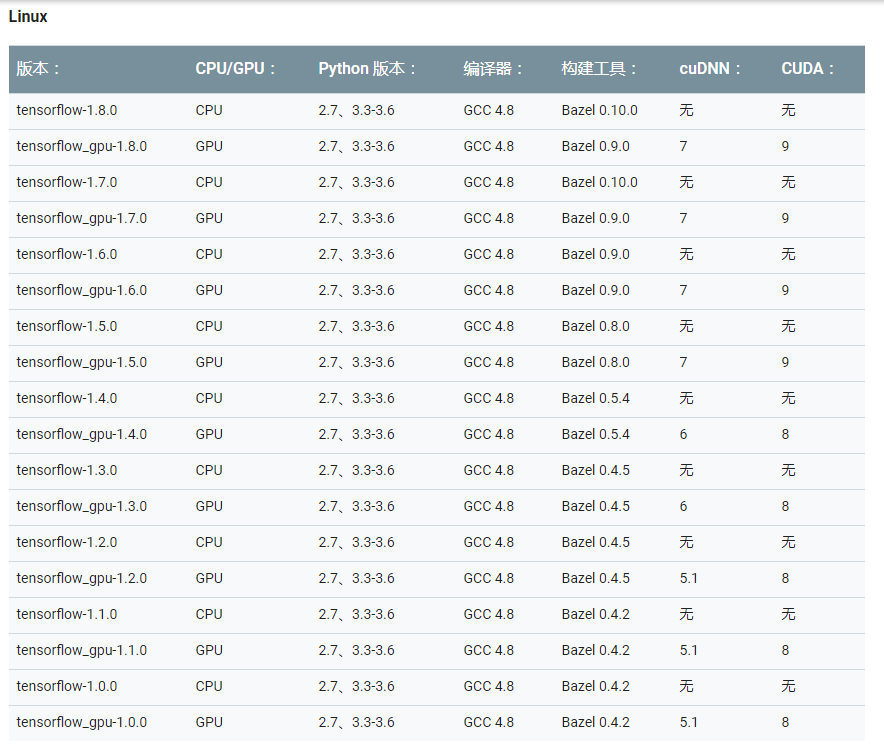 Linux
版本： CPU/GPU： Python 版本： 编译器： 构建工具： cuDNN： CUDA：
tensorflow-1.8.0 CPU 2.7、3.3-3.6 GCC 4.8 Bazel 0.10.0 无 无
tensorflow_gpu-1.8.0 GPU 2.7、3.3-3.6 GCC 4.8 Bazel 0.9.0 7 9
tensorflow-1.7.0 CPU 2.7、3.3-3.6 GCC 4.8 Bazel 0.10.0 无 无
tensorflow_gpu-1.7.0 GPU 2.7、3.3-3.6 GCC 4.8 Bazel 0.9.0 7 9
tensorflow-1.6.0 CPU 2.7、3.3-3.6 GCC 4.8 Bazel 0.9.0 无 无
tensorflow_gpu-1.6.0 GPU 2.7、3.3-3.6 GCC 4.8 Bazel 0.9.0 7 9
tensorflow-1.5.0 CPU 2.7、3.3-3.6 GCC 4.8 Bazel 0.8.0 无 无
tensorflow_gpu-1.5.0 GPU 2.7、3.3-3.6 GCC 4.8 Bazel 0.8.0 7 9
tensorflow-1.4.0 CPU 2.7、3.3-3.6 GCC 4.8 Bazel 0.5.4 无 无
tensorflow_gpu-1.4.0 GPU 2.7、3.3-3.6 GCC 4.8 Bazel 0.5.4 6 8
tensorflow-1.3.0 CPU 2.7、3.3-3.6 GCC 4.8 Bazel 0.4.5 无 无
tensorflow_gpu-1.3.0 GPU 2.7、3.3-3.6 GCC 4.8 Bazel 0.4.5 6 8
tensorflow-1.2.0 CPU 2.7、3.3-3.6 GCC 4.8 Bazel 0.4.5 无 无
tensorflow_gpu-1.2.0 GPU 2.7、3.3-3.6 GCC 4.8 Bazel 0.4.5 5.1 8
tensorflow-1.1.0 CPU 2.7、3.3-3.6 GCC 4.8 Bazel 0.4.2 无 无
tensorflow_gpu-1.1.0 GPU 2.7、3.3-3.6 GCC 4.8 Bazel 0.4.2 5.1 8
tensorflow-1.0.0 CPU 2.7、3.3-3.6 GCC 4.8 Bazel 0.4.2 无 无
tensorflow_gpu-1.0.0 GPU 2.7、3.3-3.6 GCC 4.8 Bazel 0.4.2 5.1 8